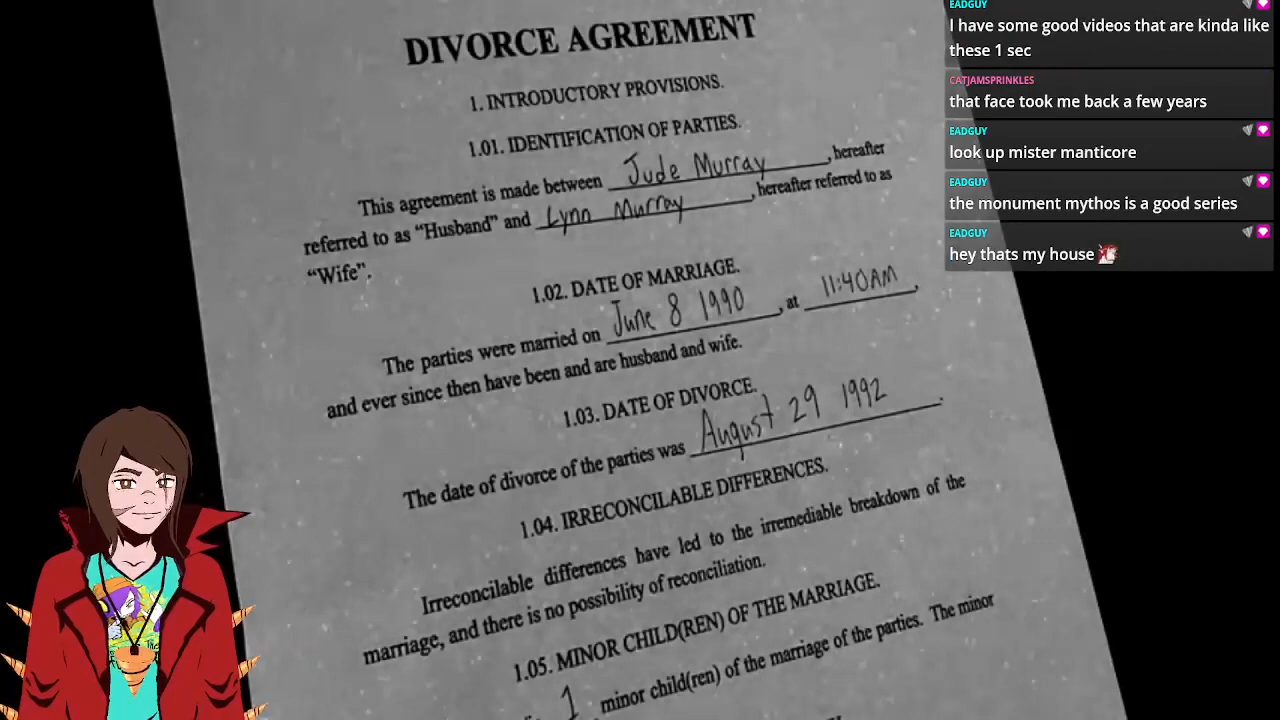 DIVORCE AGREEMENT
1. INTRODUCTORY PROVISIONS.
1.01. IDENTIFICATION OF PARTIES.
This agreement is made between Jude Murray, hereafter
referred to as “Husband” and Lynn Murray, hereafter referred to as
“Wife”.
1.02. DATE OF MARRIAGE.
The parties were married on June 8 1990, at 11:40AM,
and ever since then have been and are husband and wife.
1.03. DATE OF DIVORCE.
The date of divorce of the parties was August 29 1992.
1.04. IRRECONCILABLE DIFFERENCES.
Irreconcilable differences have led to the irremediable breakdown of the
marriage, and there is no possibility of reconciliation.
1.05. MINOR CHILD(REN) OF THE MARRIAGE.
1 minor child(ren) of the marriage of the parties. The minor
EADGUY
I have some good videos that are kinda like
these 1 sec
CATJAMSPRINKLES
that face took me back a few years
EADGUY
look up mister manticore
EADGUY
the monument mythos is a good series
EADGUY
hey thats my house